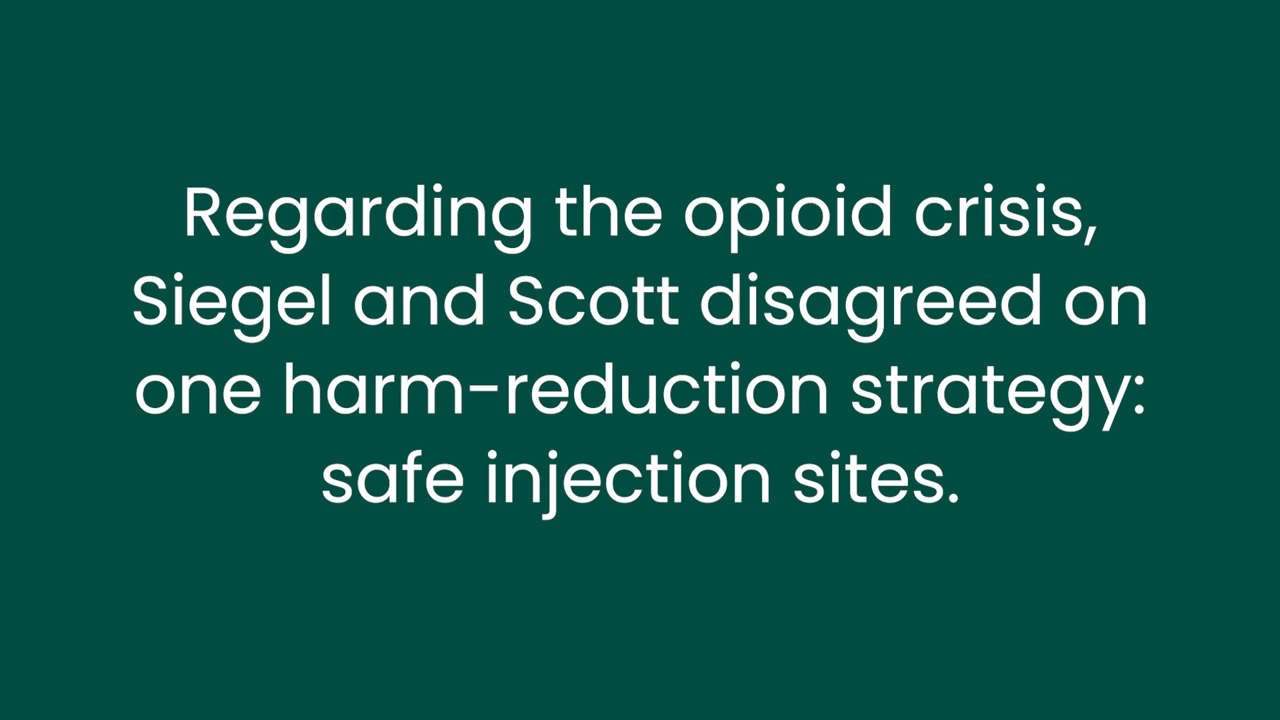 Regarding the opioid crisis,
Siegel and Scott disagreed on
one harm-reduction strategy:
safe injection sites.